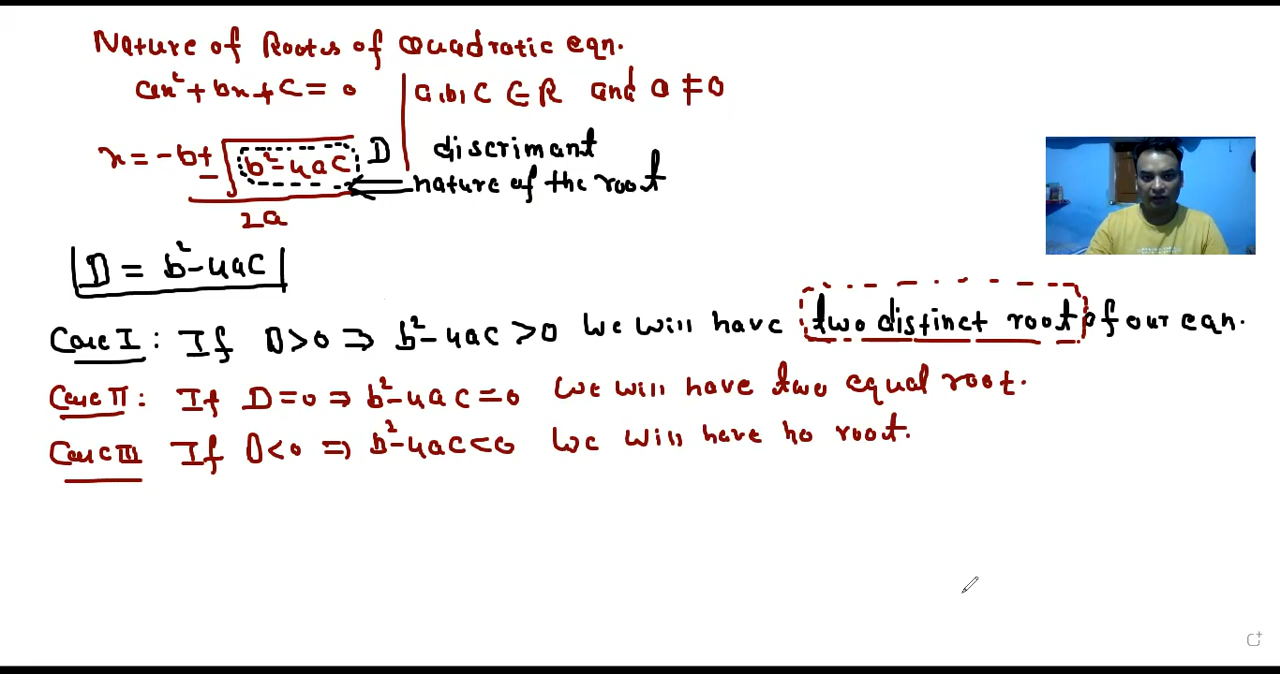 Nature of Roots of quadratic eqn.
ax² + bx + c = 0 | a, b, c ∈ R and a ≠ 0
x = -b ± √(b² - 4ac) / 2a
D discrimant
nature of the root
D = b² - 4ac
Case I : If D > 0 ⇒ b² - 4ac > 0 We will have two distinct root of our eqn.
Case II : If D = 0 ⇒ b² - 4ac = 0 We will have two equal root.
Case III If D < 0 ⇒ b² - 4ac < 0 We will have no root.